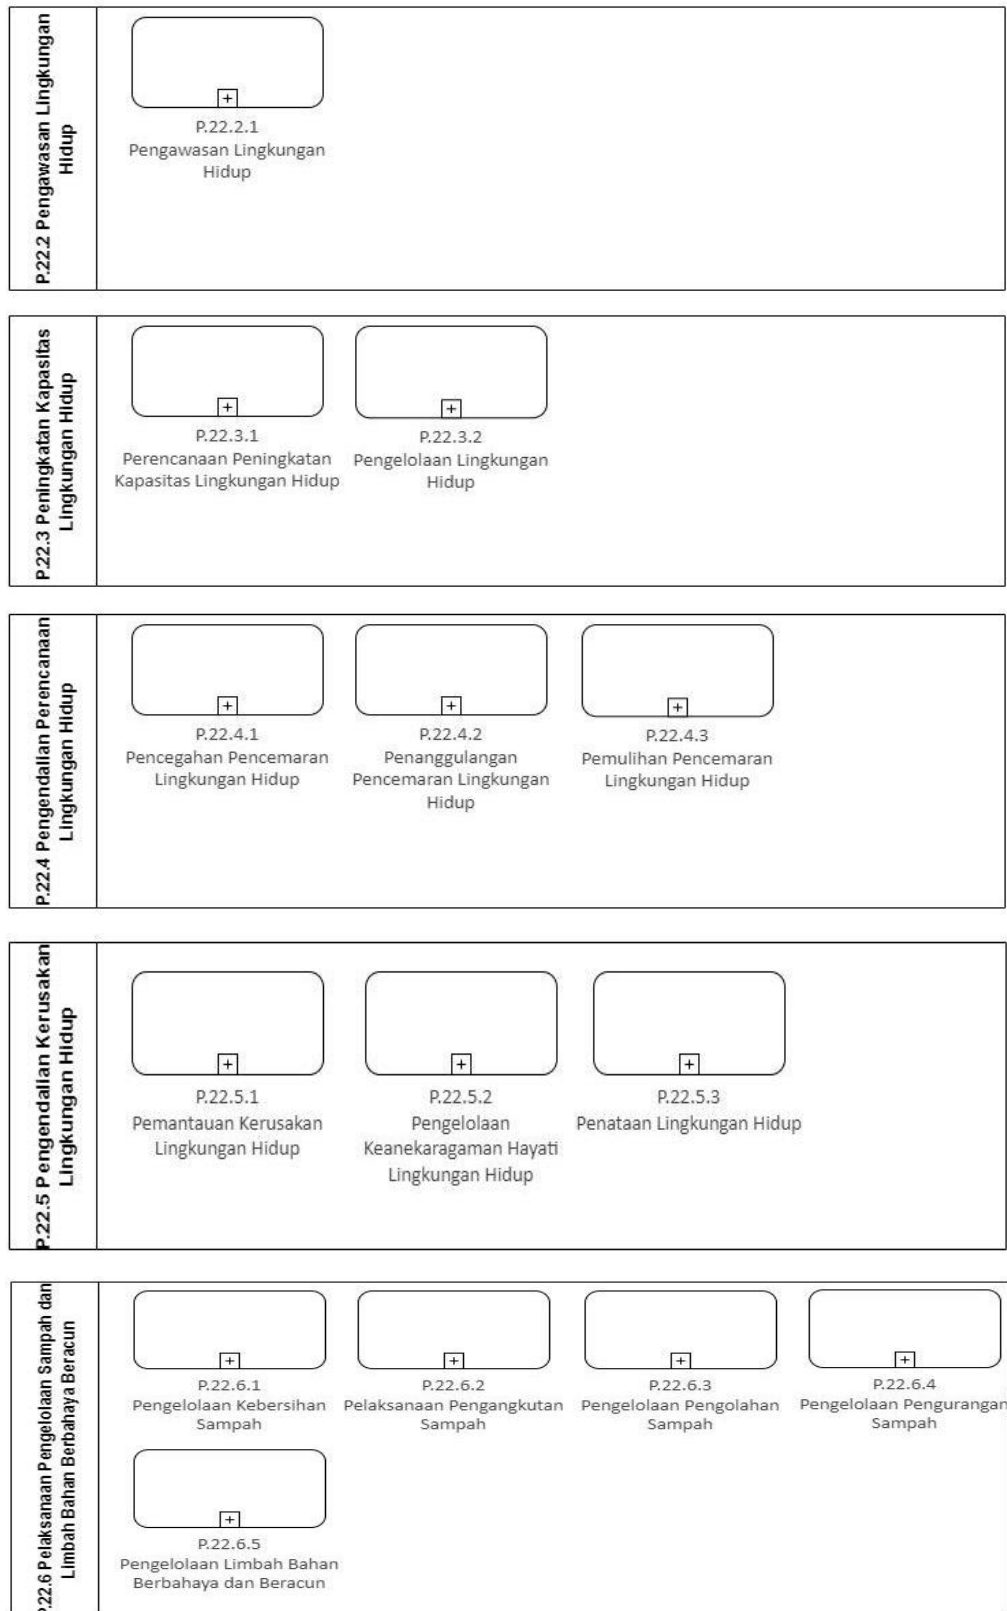 P.22.2 Pengawasan Lingkungan
Hidup
+
P.22.2.1
Pengawasan Lingkungan
Hidup
P.22.3 Peningkatan Kapasitas
Lingkungan Hidup
+
P.22.3.1
Perencanaan Peningkatan
Kapasitas Lingkungan Hidup
+
P.22.3.2
Pengelolaan Lingkungan
Hidup
P.22.4 Pengendalian Perencanaan
Lingkungan Hidup
+
P.22.4.1
Pencegahan Pencemaran
Lingkungan Hidup
+
P.22.4.2
Penanggulangan
Pencemaran Lingkungan
Hidup
+
P.22.4.3
Pemulihan Pencemaran
Lingkungan Hidup
P.22.5 Pengendalian Kerusakan
Lingkungan Hidup
+
P.22.5.1
Pemantauan Kerusakan
Lingkungan Hidup
+
P.22.5.2
Pengelolaan
Keanekaragaman Hayati
Lingkungan Hidup
+
P.22.5.3
Penataan Lingkungan Hidup
P.22.6 Pelaksanaan Pengelolaan Sampah dan
Limbah Bahan Berbahaya Beracun
+
P.22.6.1
Pengelolaan Kebersihan
Sampah
+
P.22.6.2
Pelaksanaan Pengangkutan
Sampah
+
P.22.6.3
Pengelolaan Pengolahan
Sampah
+
P.22.6.4
Pengelolaan Pengurangan
Sampah
+
P.22.6.5
Pengelolaan Limbah Bahan
Berbahaya dan Beracun